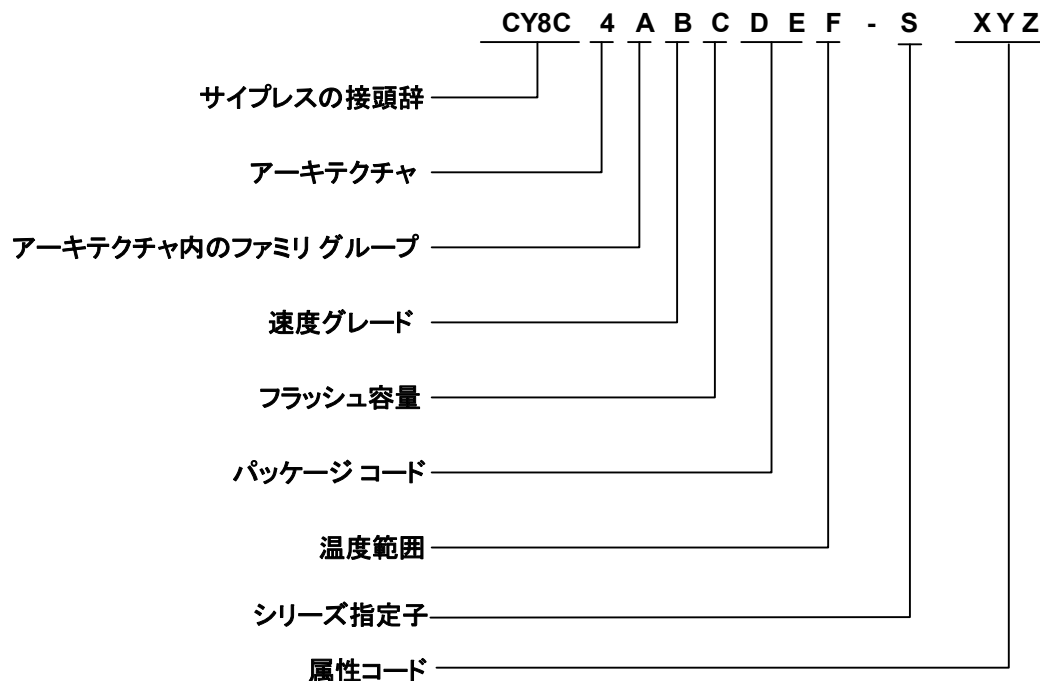 CY8C 4 A B C D E F - S X Y Z
サイプレスの接頭辞
アーキテクチャ
アーキテクチャ内のファミリ グループ
速度グレード
フラッシュ容量
パッケージ コード
温度範囲
シリーズ指定子
属性コード